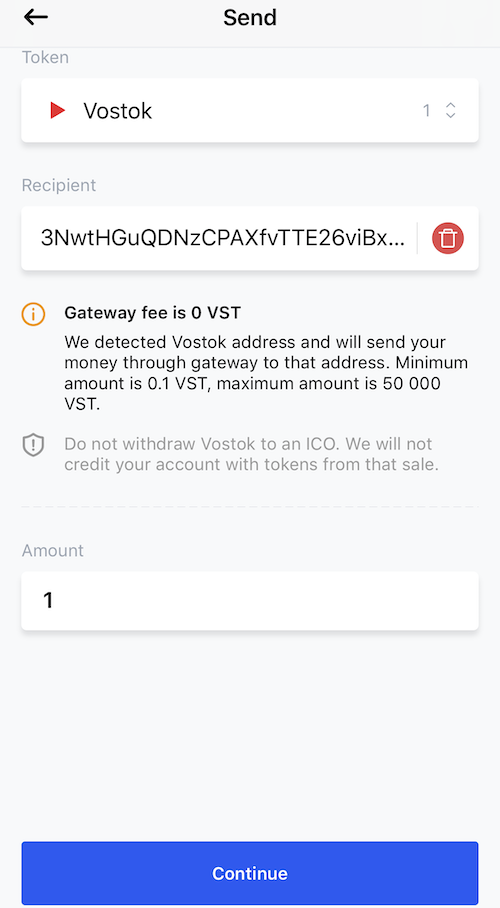 Send
Token
Vostok
1
Recipient
3NwtHGuQDNzCPAXfvTTE26viBx...
Gateway fee is 0 VST
We detected Vostok address and will send your
money through gateway to that address. Minimum
amount is 0.1 VST, maximum amount is 50 000
VST.
Do not withdraw Vostok to an ICO. We will not
credit your account with tokens from that sale.
Amount
1
Continue